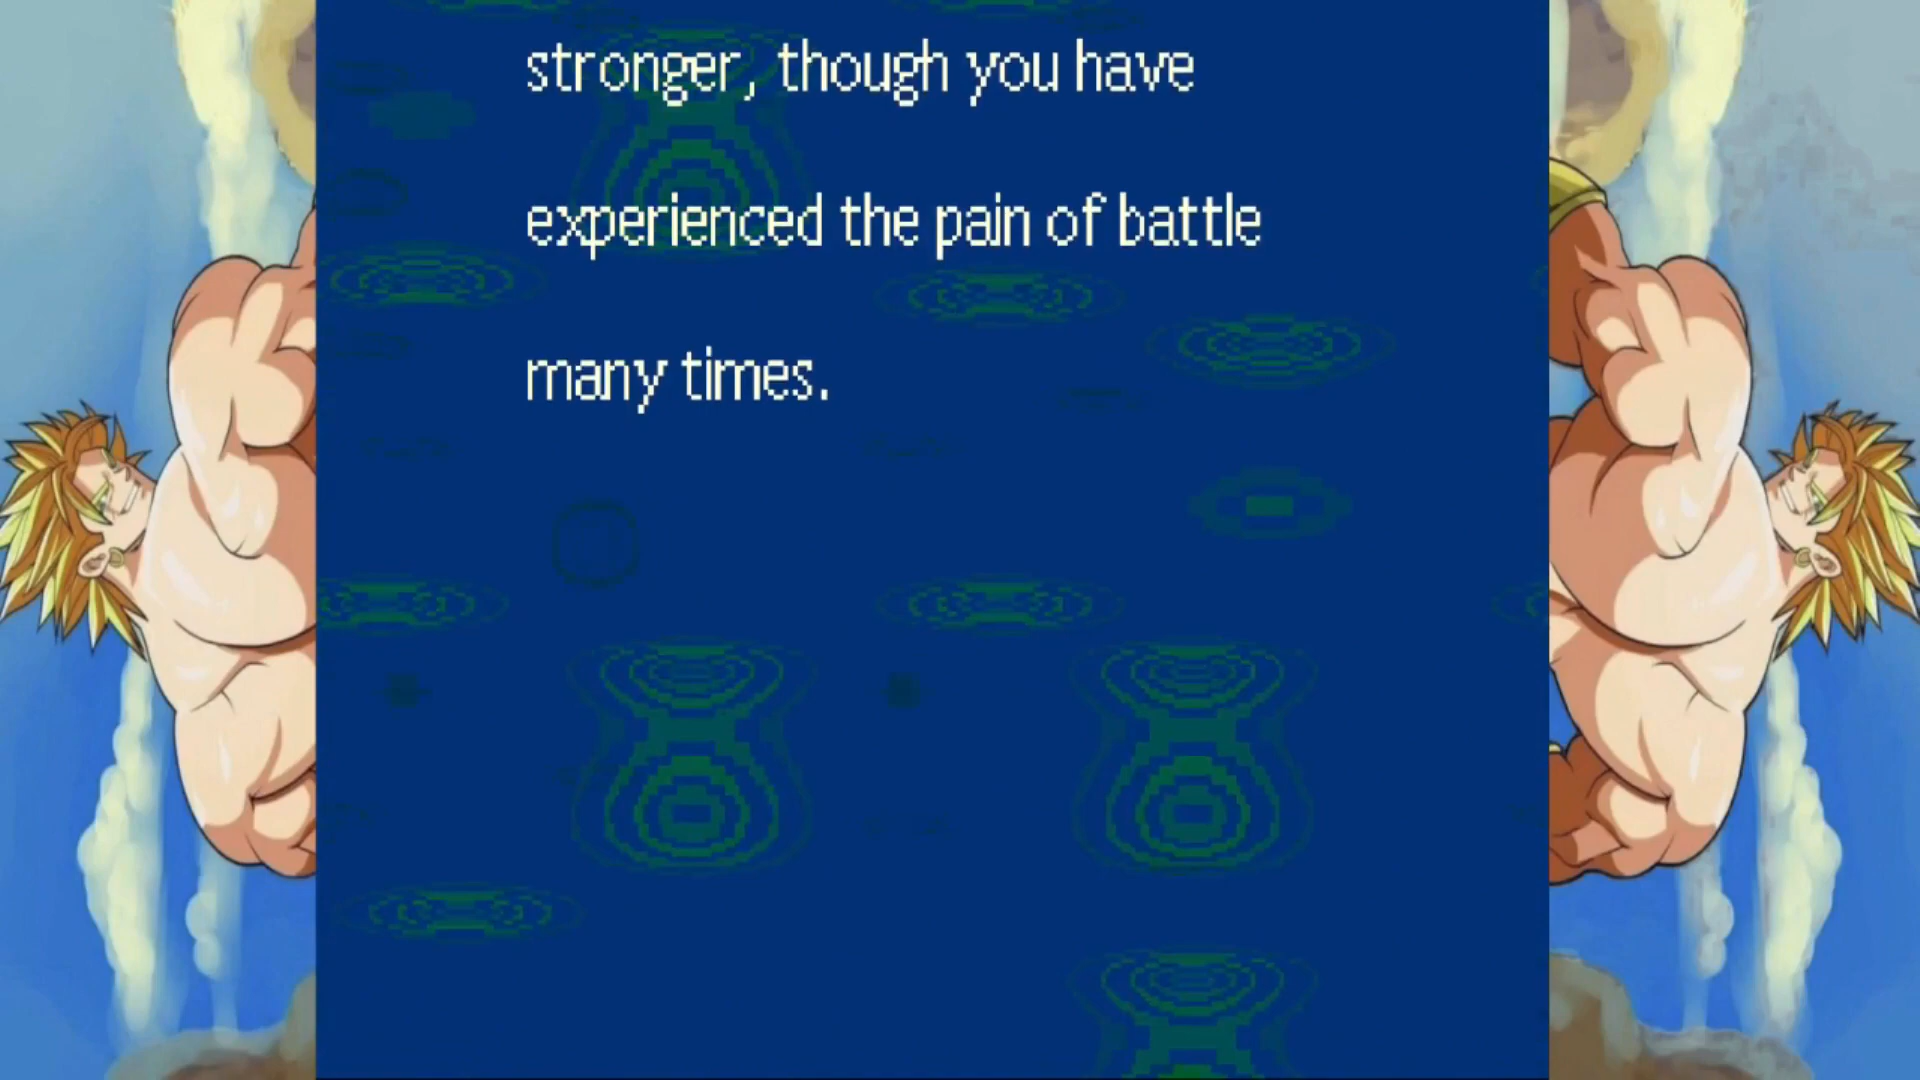 stronger, though you have
experienced the pain of battle
many times.